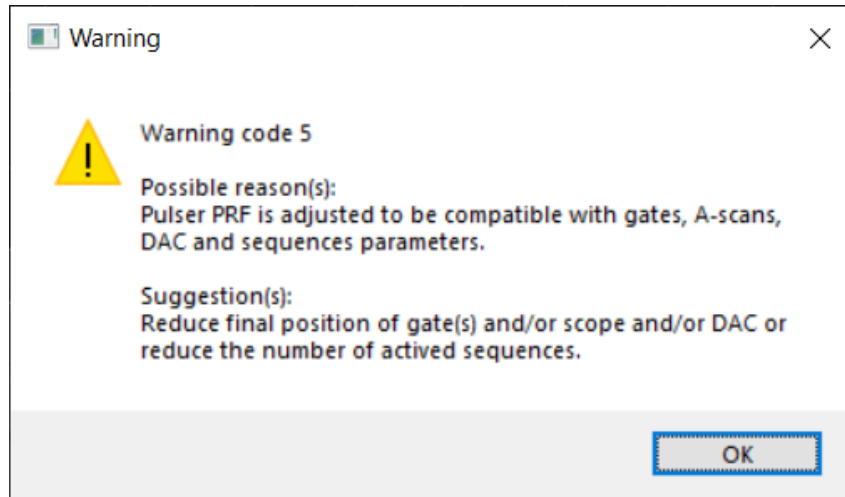 Warning
Warning code 5
Possible reason(s):
Pulser PRF is adjusted to be compatible with gates, A-scans,
DAC and sequences parameters.
Suggestion(s):
Reduce final position of gate(s) and/or scope and/or DAC or
reduce the number of actived sequences.
OK